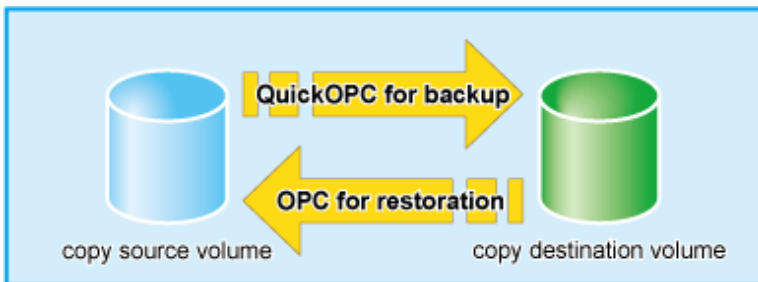 QuickOPC for backup
OPC for restoration
copy source volume
copy destination volume